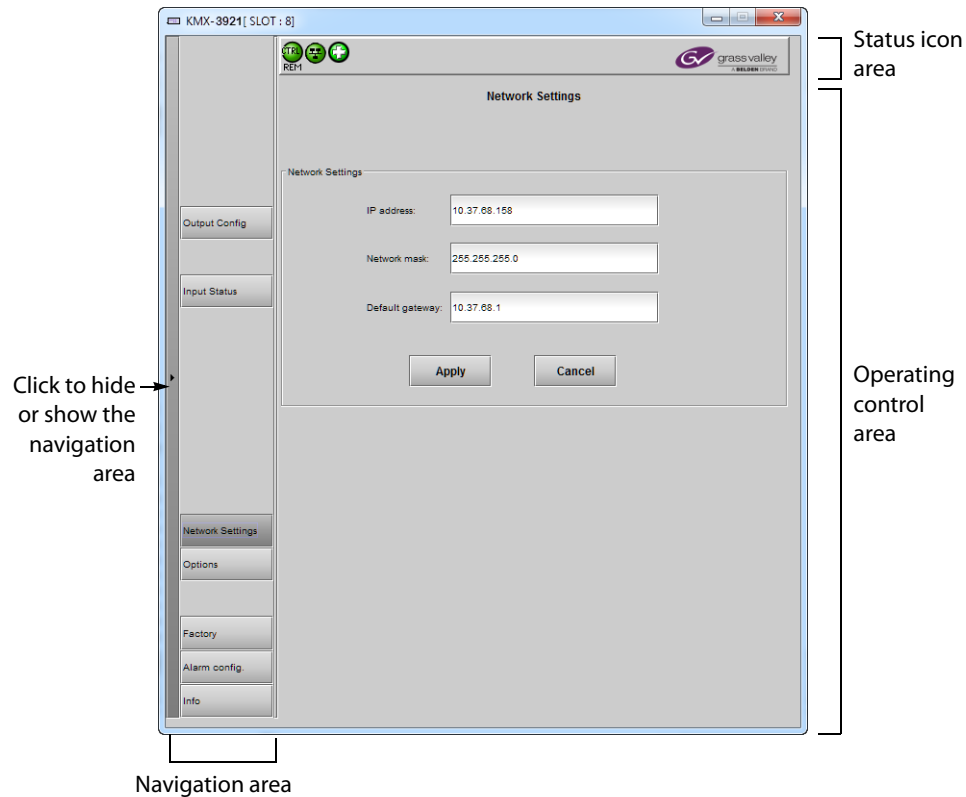 KMX-3921[ SLOT : 8]
CTRL
REM
GV grassvalley
A BELDEN BRAND
Status icon
area
Network Settings
Network Settings
IP address: 10.37.68.158
Network mask: 255.255.255.0
Default gateway: 10.37.68.1
Apply Cancel
Output Config
Input Status
Click to hide
or show the
navigation
area
Operating
control
area
Network Settings
Options
Factory
Alarm config.
Info
Navigation area